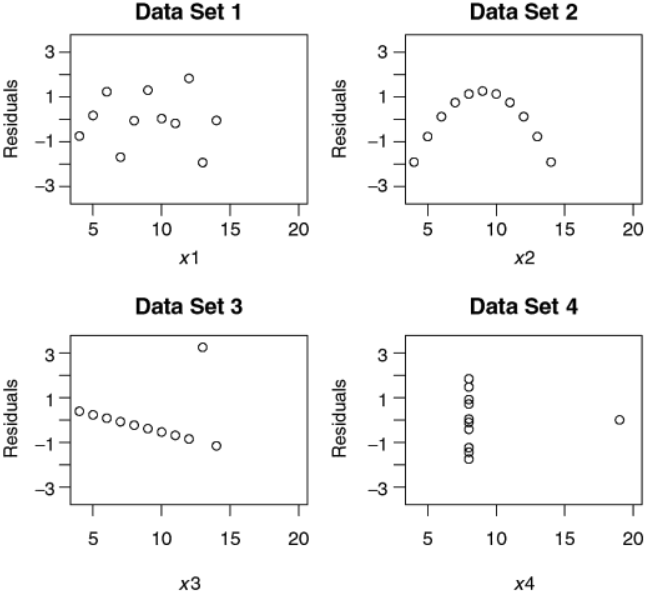 Data Set 1
Data Set 2
3
1
−1
−3
Residuals
5 10 15 20
x1
3
1
−1
−3
Residuals
5 10 15 20
x2
Data Set 3
Data Set 4
3
1
−1
−3
Residuals
5 10 15 20
x3
3
1
−1
−3
Residuals
5 10 15 20
x4